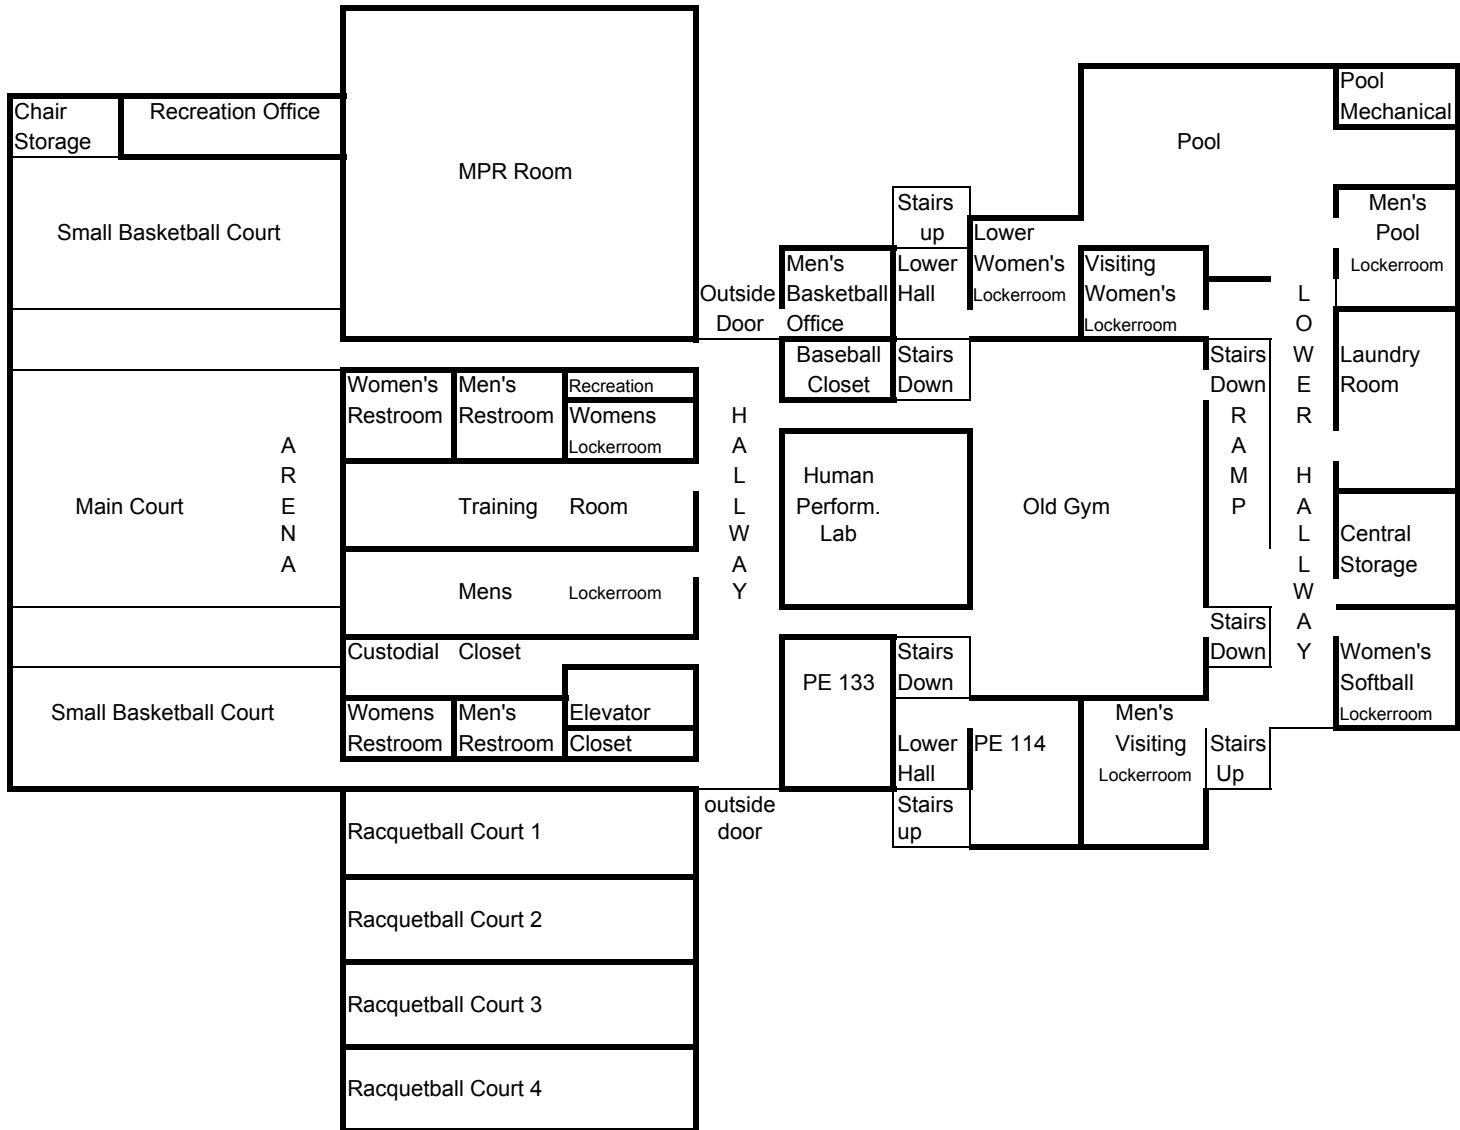 Chair
Storage
Recreation Office
MPR Room
Small Basketball Court
Pool
Pool
Mechanical
Stairs
up
Lower
Women's
Lockerroom
Men's
Pool
Lockerroom
Outside
Door
Men's
Basketball
Office
Lower
Hall
Visiting
Women's
Lockerroom
Baseball
Closet
Stairs
Down
Women's
Restroom
Men's
Restroom
Recreation
Womens
Lockerroom
Main Court
ARENA
Training Room
Mens Lockerroom
HALLWAY
Human
Perform.
Lab
Old Gym
Stairs
Down
RAMP
LOWER HALLWAY
Laundry
Room
Central
Storage
Stairs
Down
Women's
Softball
Lockerroom
Custodial Closet
Small Basketball Court
Womens
Restroom
Men's
Restroom
Elevator
Closet
PE 133
Stairs
Down
Lower
Hall
PE 114
Men's
Visiting
Lockerroom
Stairs
Up
outside
door
Stairs
up
Racquetball Court 1
Racquetball Court 2
Racquetball Court 3
Racquetball Court 4